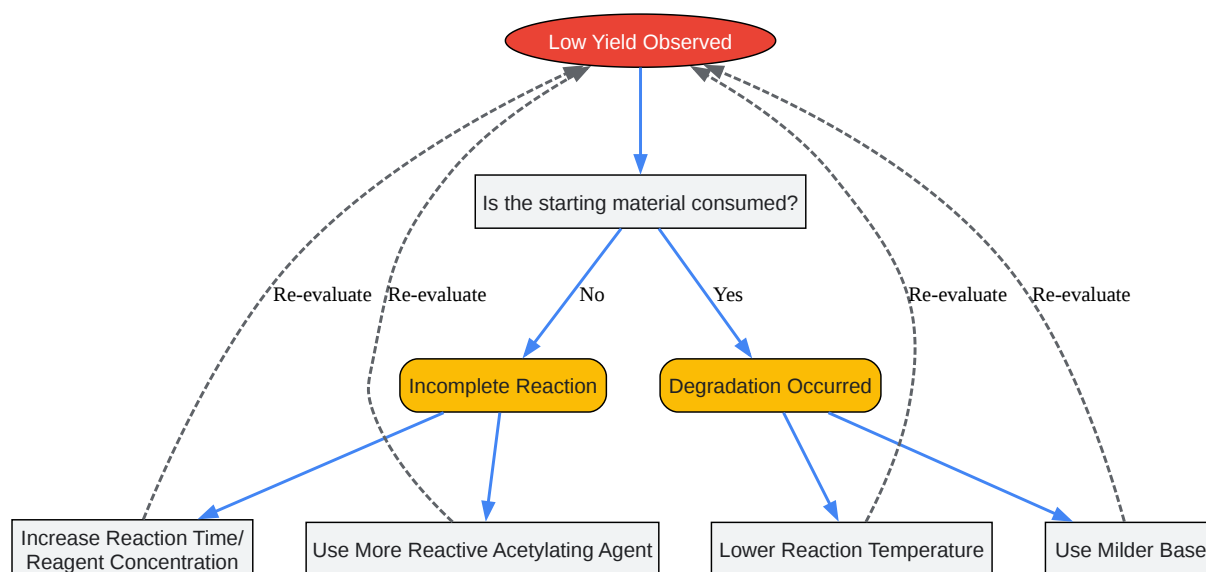 Low Yield Observed
Is the starting material consumed?
Re-evaluate
Re-evaluate
No
Yes
Re-evaluate
Re-evaluate
Incomplete Reaction
Degradation Occurred
Increase Reaction Time/
Reagent Concentration
Use More Reactive Acetylating Agent
Lower Reaction Temperature
Use Milder Base